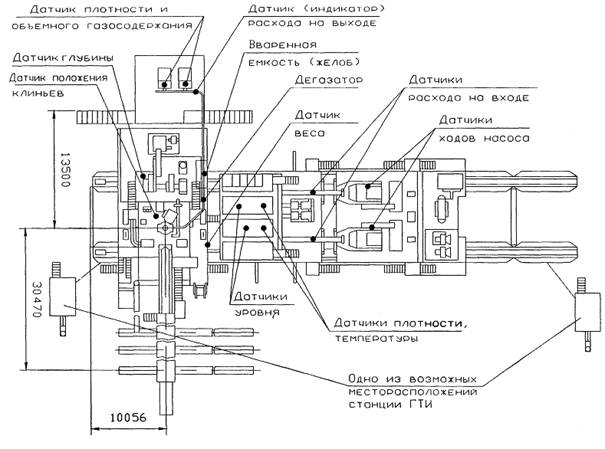 Датчик плотности и
объемного газосодержания
Датчик (индикатор)
расхода на выходе
Вваренная
емкость (желоб)
Датчик глубины
Датчик положения
клиньев
Дегазатор
Датчик
веса
Датчики
расхода на входе
Датчики
ходов насоса
13500
30470
Датчики
уровня
Датчики плотности,
температуры
Одно из возможных
месторасположений
станции ГТИ
10056